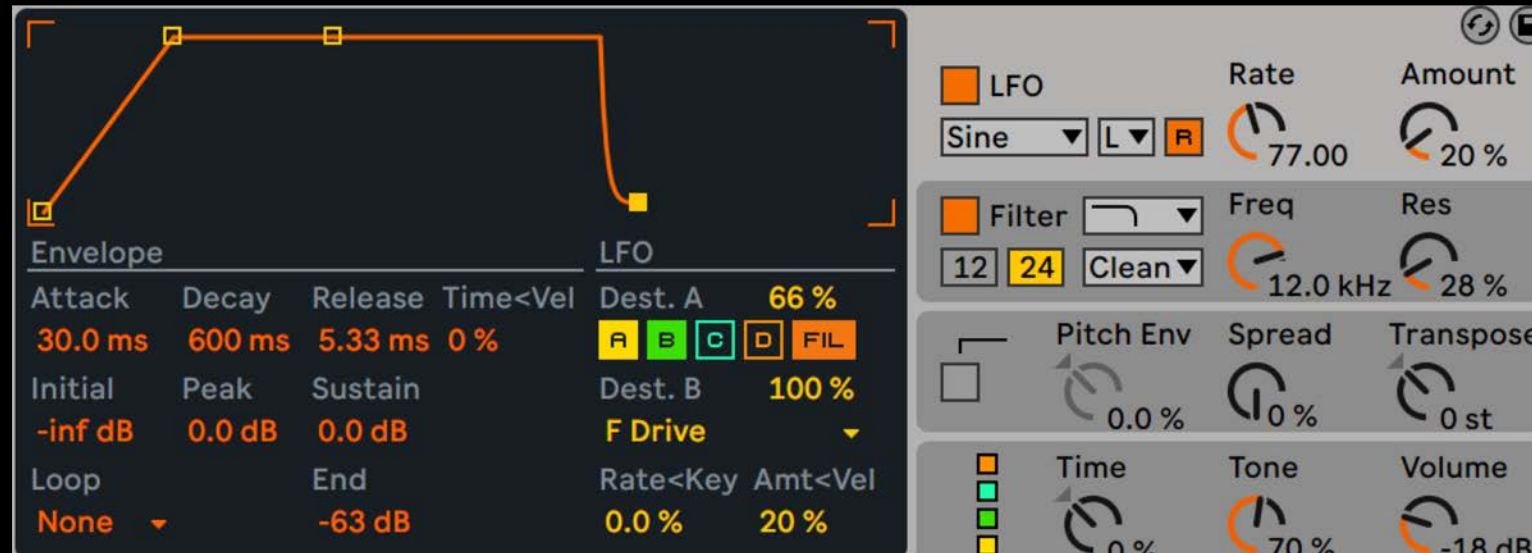 LFO
Rate
Amount
Sine
L
R
77.00
20 %
Filter
Freq
Res
12
24
Clean
12.0 kHz
28 %
Envelope
LFO
Attack
Decay
Release
Time<Vel
Dest. A
66 %
30.0 ms
600 ms
5.33 ms
0 %
A
B
C
D
FIL
Initial
Peak
Sustain
Dest. B
100 %
-inf dB
0.0 dB
0.0 dB
F Drive
Loop
End
Rate<Key
Amt<Vel
None
-63 dB
0.0 %
20 %
Pitch Env
Spread
Transpose
0.0 %
0 %
0 st
Time
Tone
Volume
0 %
70 %
-18 dB